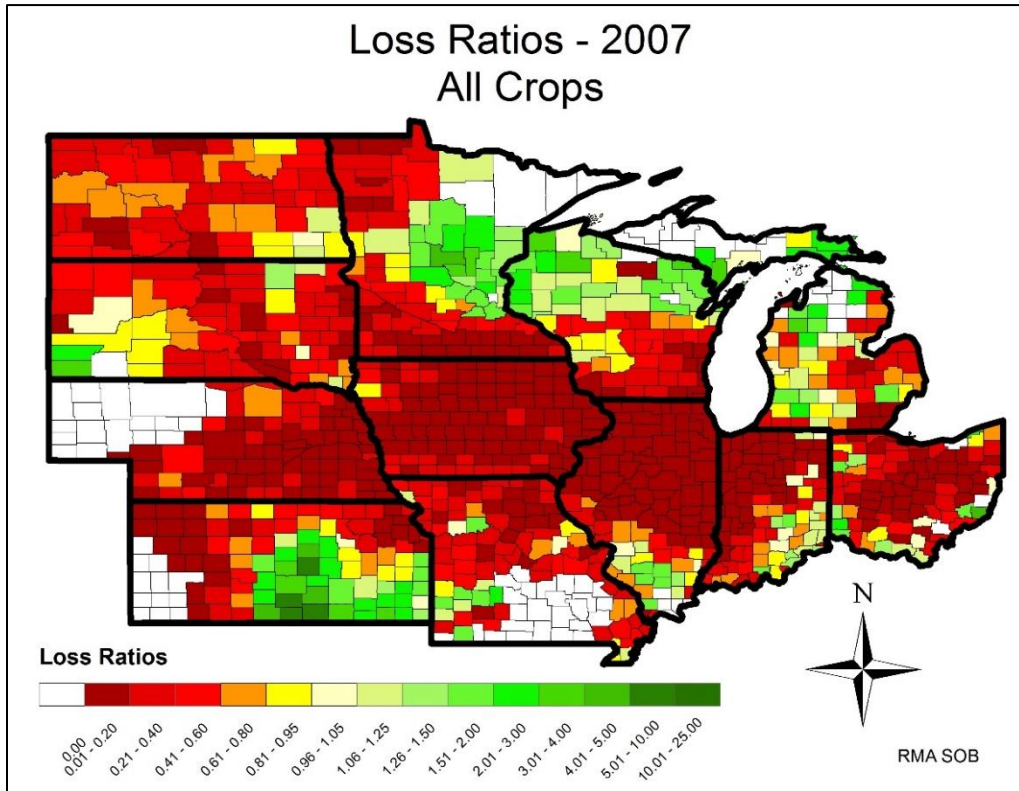 Loss Ratios - 2007
All Crops
N
Loss Ratios
0.00
0.01 - 0.20
0.21 - 0.40
0.41 - 0.60
0.61 - 0.80
0.81 - 0.95
0.96 - 1.05
1.06 - 1.25
1.26 - 1.50
1.51 - 2.00
2.01 - 3.00
3.01 - 4.00
4.01 - 5.00
5.01 - 10.00
10.01 - 25.00
RMA SOB